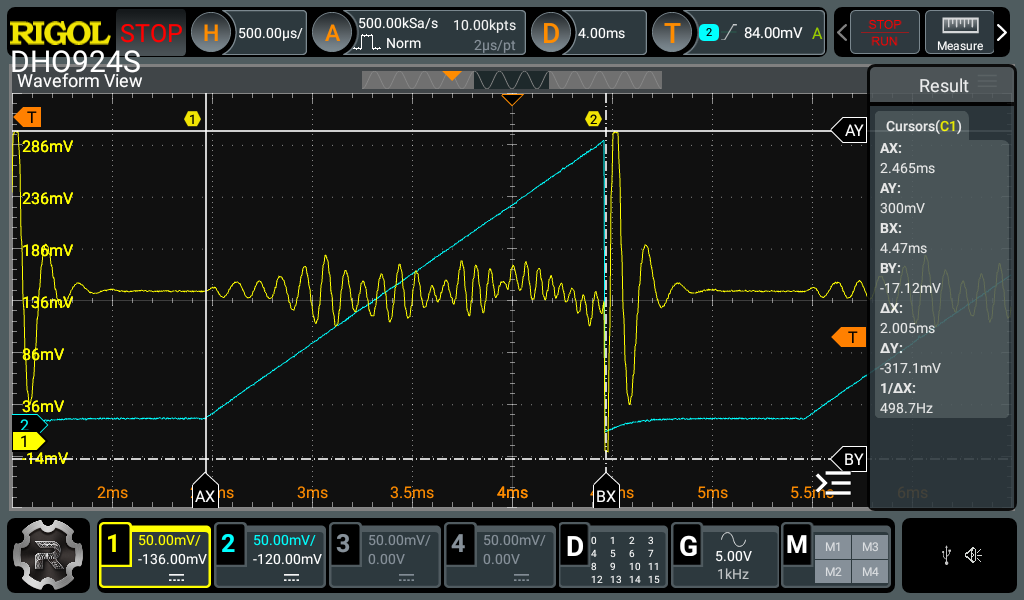 RIGOL STOP H 500.00µs/ A 500.00kSa/s 10.00kpts D 4.00ms T 2 84.00mV A STOP
RUN Measure
Norm 2µs/pt
DHO924S
Waveform View
Result
T
1 2
AY
286mV
236mV
186mV
136mV
86mV
36mV
-14mV
2
1
T
BY
Cursors(C1)
AX:
2.465ms
AY:
300mV
BX:
4.47ms
BY:
-17.12mV
ΔX:
2.005ms
ΔY:
-317.1mV
1/ΔX:
498.7Hz
2ms AX ms 3ms 3.5ms 4ms BX ms 5ms 5.5ms 6ms
1 50.00mV/
-136.00mV
2 50.00mV/
-120.00mV
3 50.00mV/
0.00V
4 50.00mV/
0.00V
D 0 1 2 3
4 5 6 7
8 9 10 11
12 13 14 15
G 5.00V
1kHz
M M1 M3
M2 M4